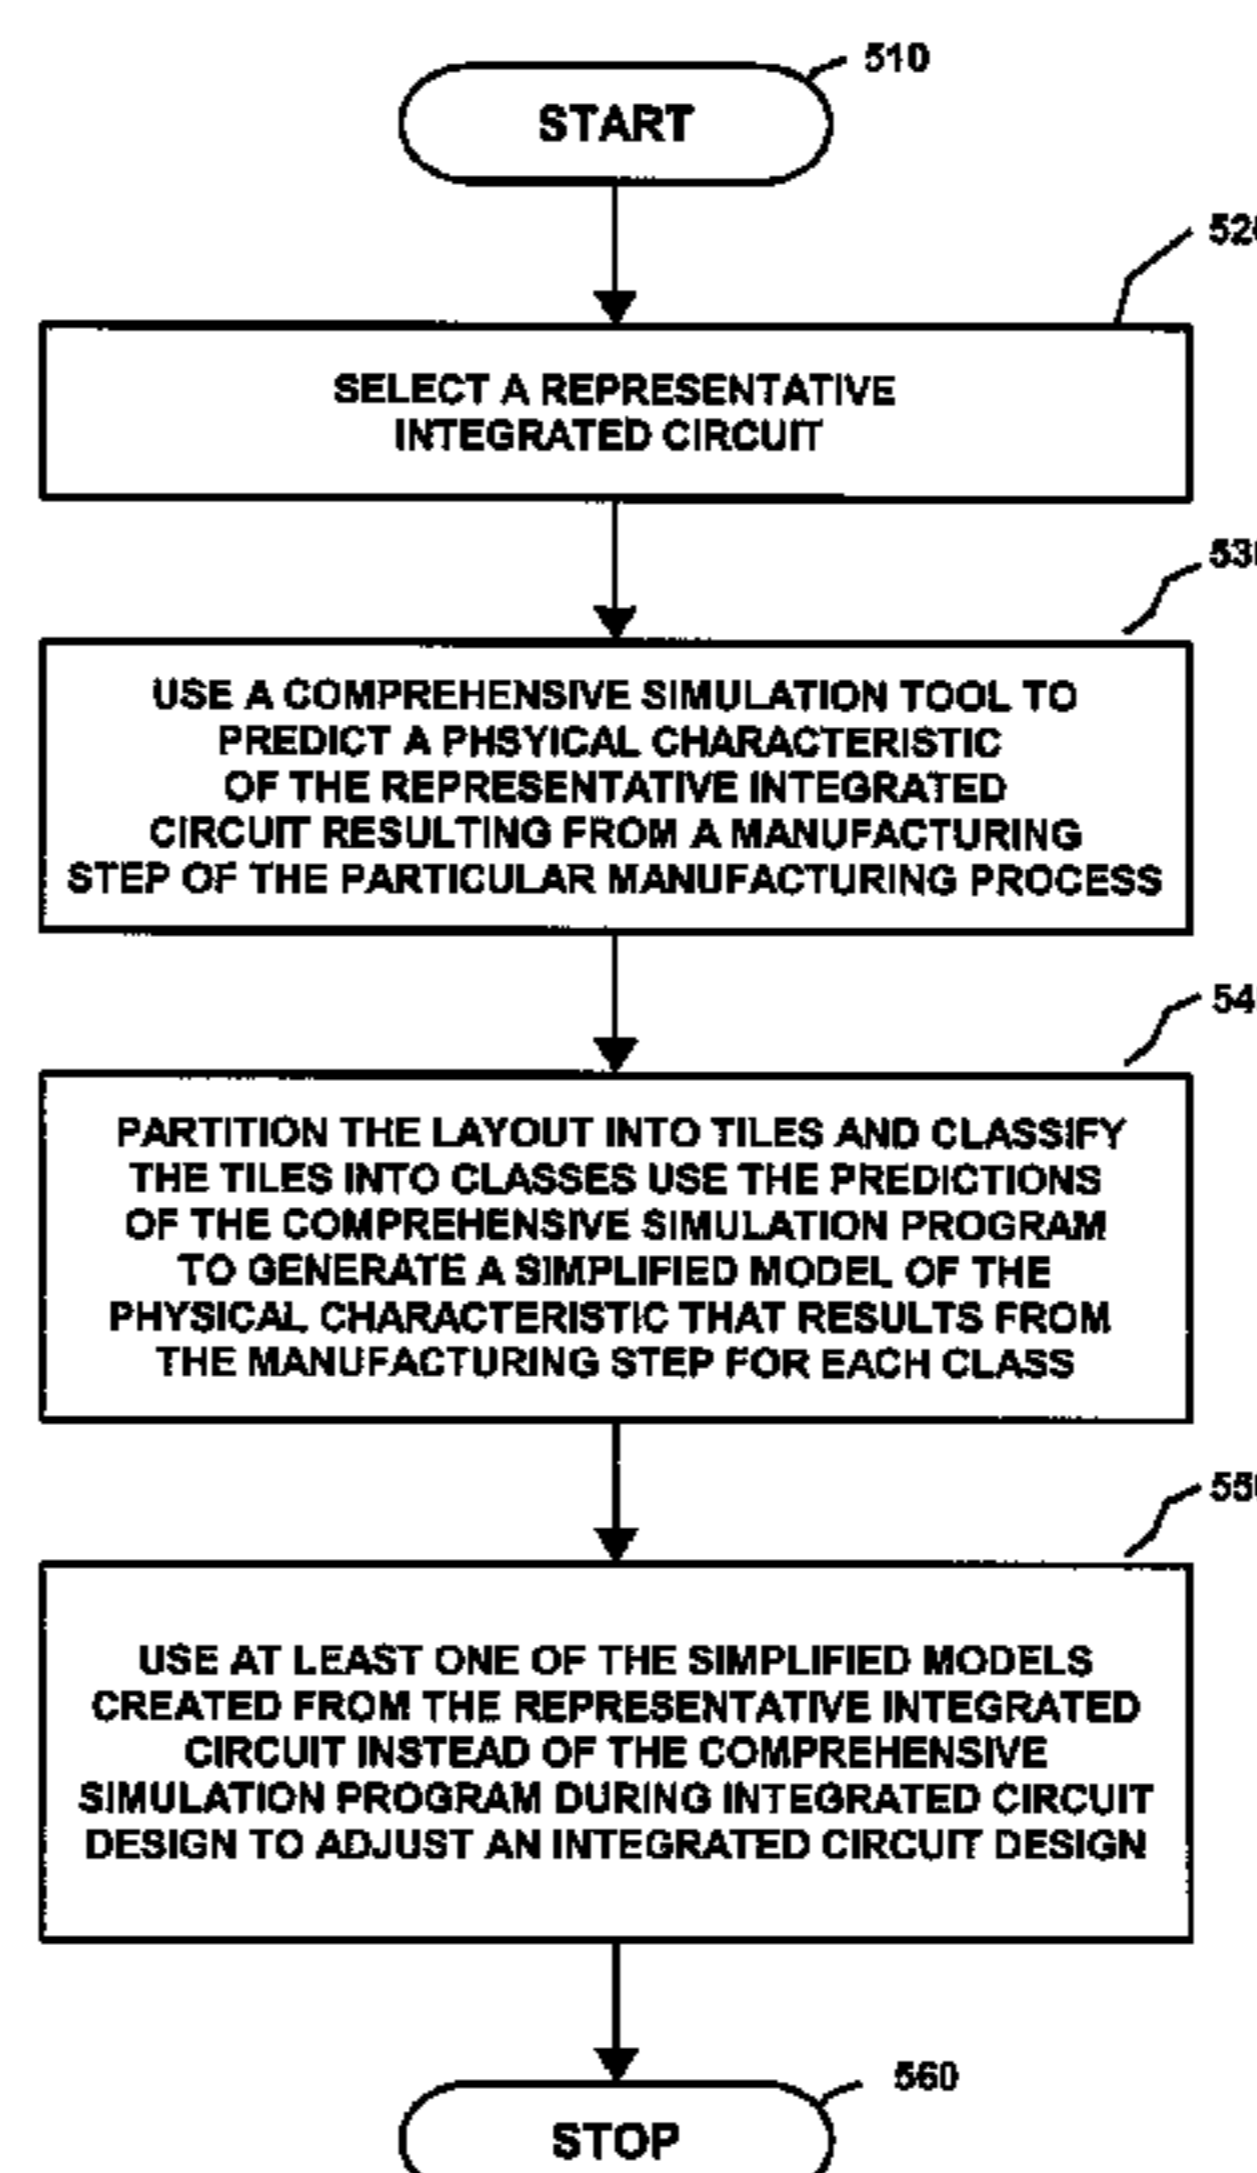 510
START
520
SELECT A REPRESENTATIVE
INTEGRATED CIRCUIT
530
USE A COMPREHENSIVE SIMULATION TOOL TO
PREDICT A PHSYICAL CHARACTERISTIC
OF THE REPRESENTATIVE INTEGRATED
CIRCUIT RESULTING FROM A MANUFACTURING
STEP OF THE PARTICULAR MANUFACTURING PROCESS
54
PARTITION THE LAYOUT INTO TILES AND CLASSIFY
THE TILES INTO CLASSES USE THE PREDICTIONS
OF THE COMPREHENSIVE SIMULATION PROGRAM
TO GENERATE A SIMPLIFIED MODEL OF THE
PHYSICAL CHARACTERISTIC THAT RESULTS FROM
THE MANUFACTURING STEP FOR EACH CLASS
550
USE AT LEAST ONE OF THE SIMPLIFIED MODELS
CREATED FROM THE REPRESENTATIVE INTEGRATED
CIRCUIT INSTEAD OF THE COMPREHENSIVE
SIMULATION PROGRAM DURING INTEGRATED CIRCUIT
DESIGN TO ADJUST AN INTEGRATED CIRCUIT DESIGN
560
STOP